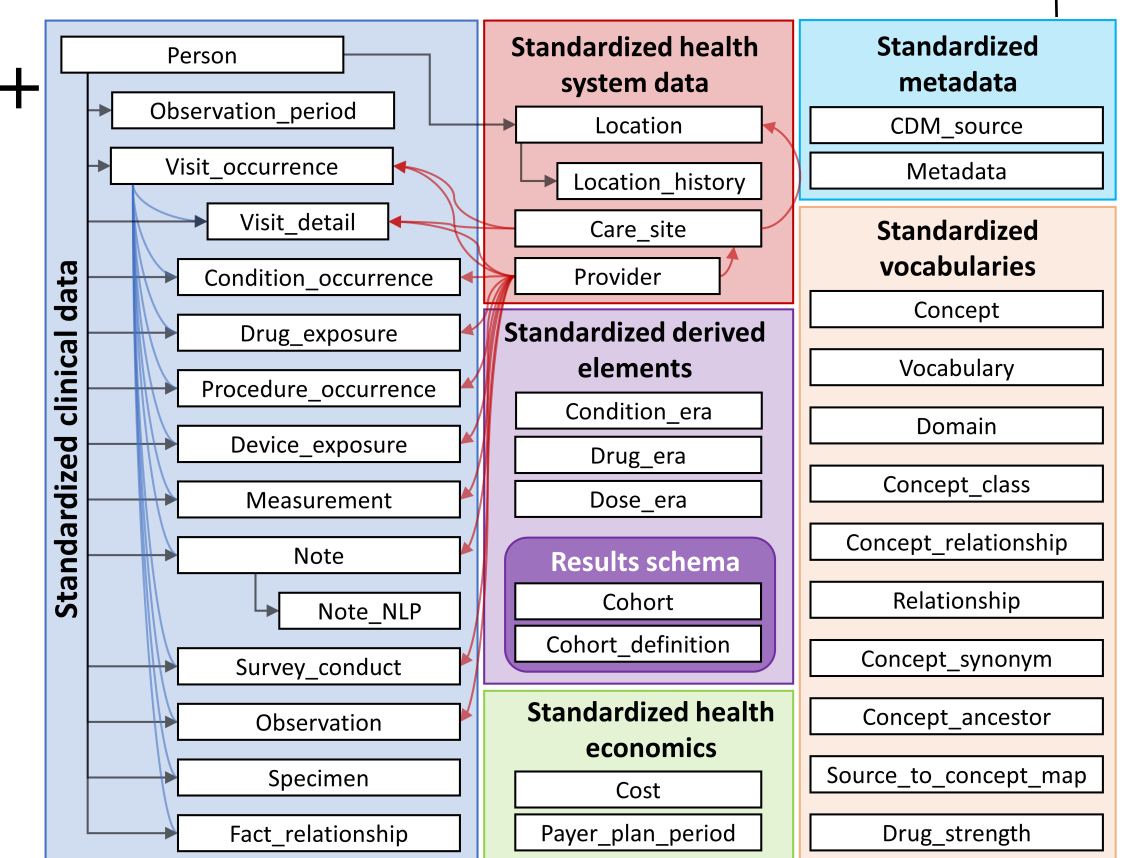 +
Standardized clinical data
Person
Observation_period
Visit_occurrence
Visit_detail
Condition_occurrence
Drug_exposure
Procedure_occurrence
Device_exposure
Measurement
Note
Note_NLP
Survey_conduct
Observation
Specimen
Fact_relationship
Standardized health
system data
Location
Location_history
Care_site
Provider
Standardized derived
elements
Condition_era
Drug_era
Dose_era
Results schema
Cohort
Cohort_definition
Standardized health
economics
Cost
Payer_plan_period
Standardized
metadata
CDM_source
Metadata
Standardized
vocabularies
Concept
Vocabulary
Domain
Concept_class
Concept_relationship
Relationship
Concept_synonym
Concept_ancestor
Source_to_concept_map
Drug_strength